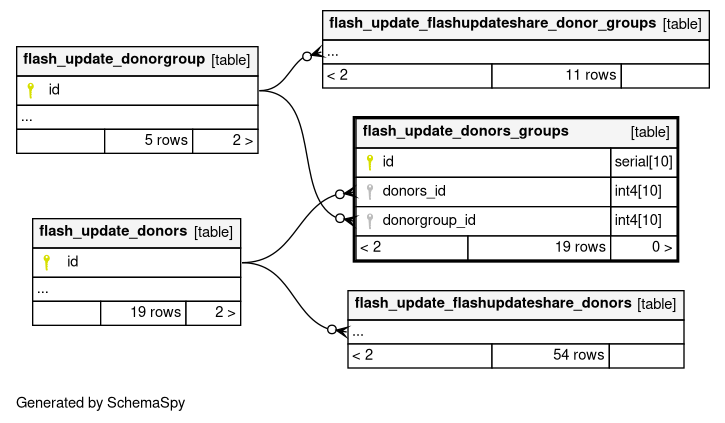 flash_update_donorgroup [table]
id
...
5 rows 2 >
flash_update_flashupdateshare_donor_groups [table]
...
< 2 11 rows
flash_update_donors_groups [table]
id serial[10]
donors_id int4[10]
donorgroup_id int4[10]
< 2 19 rows 0 >
flash_update_donors [table]
id
...
19 rows 2 >
flash_update_flashupdateshare_donors [table]
...
< 2 54 rows
Generated by SchemaSpy